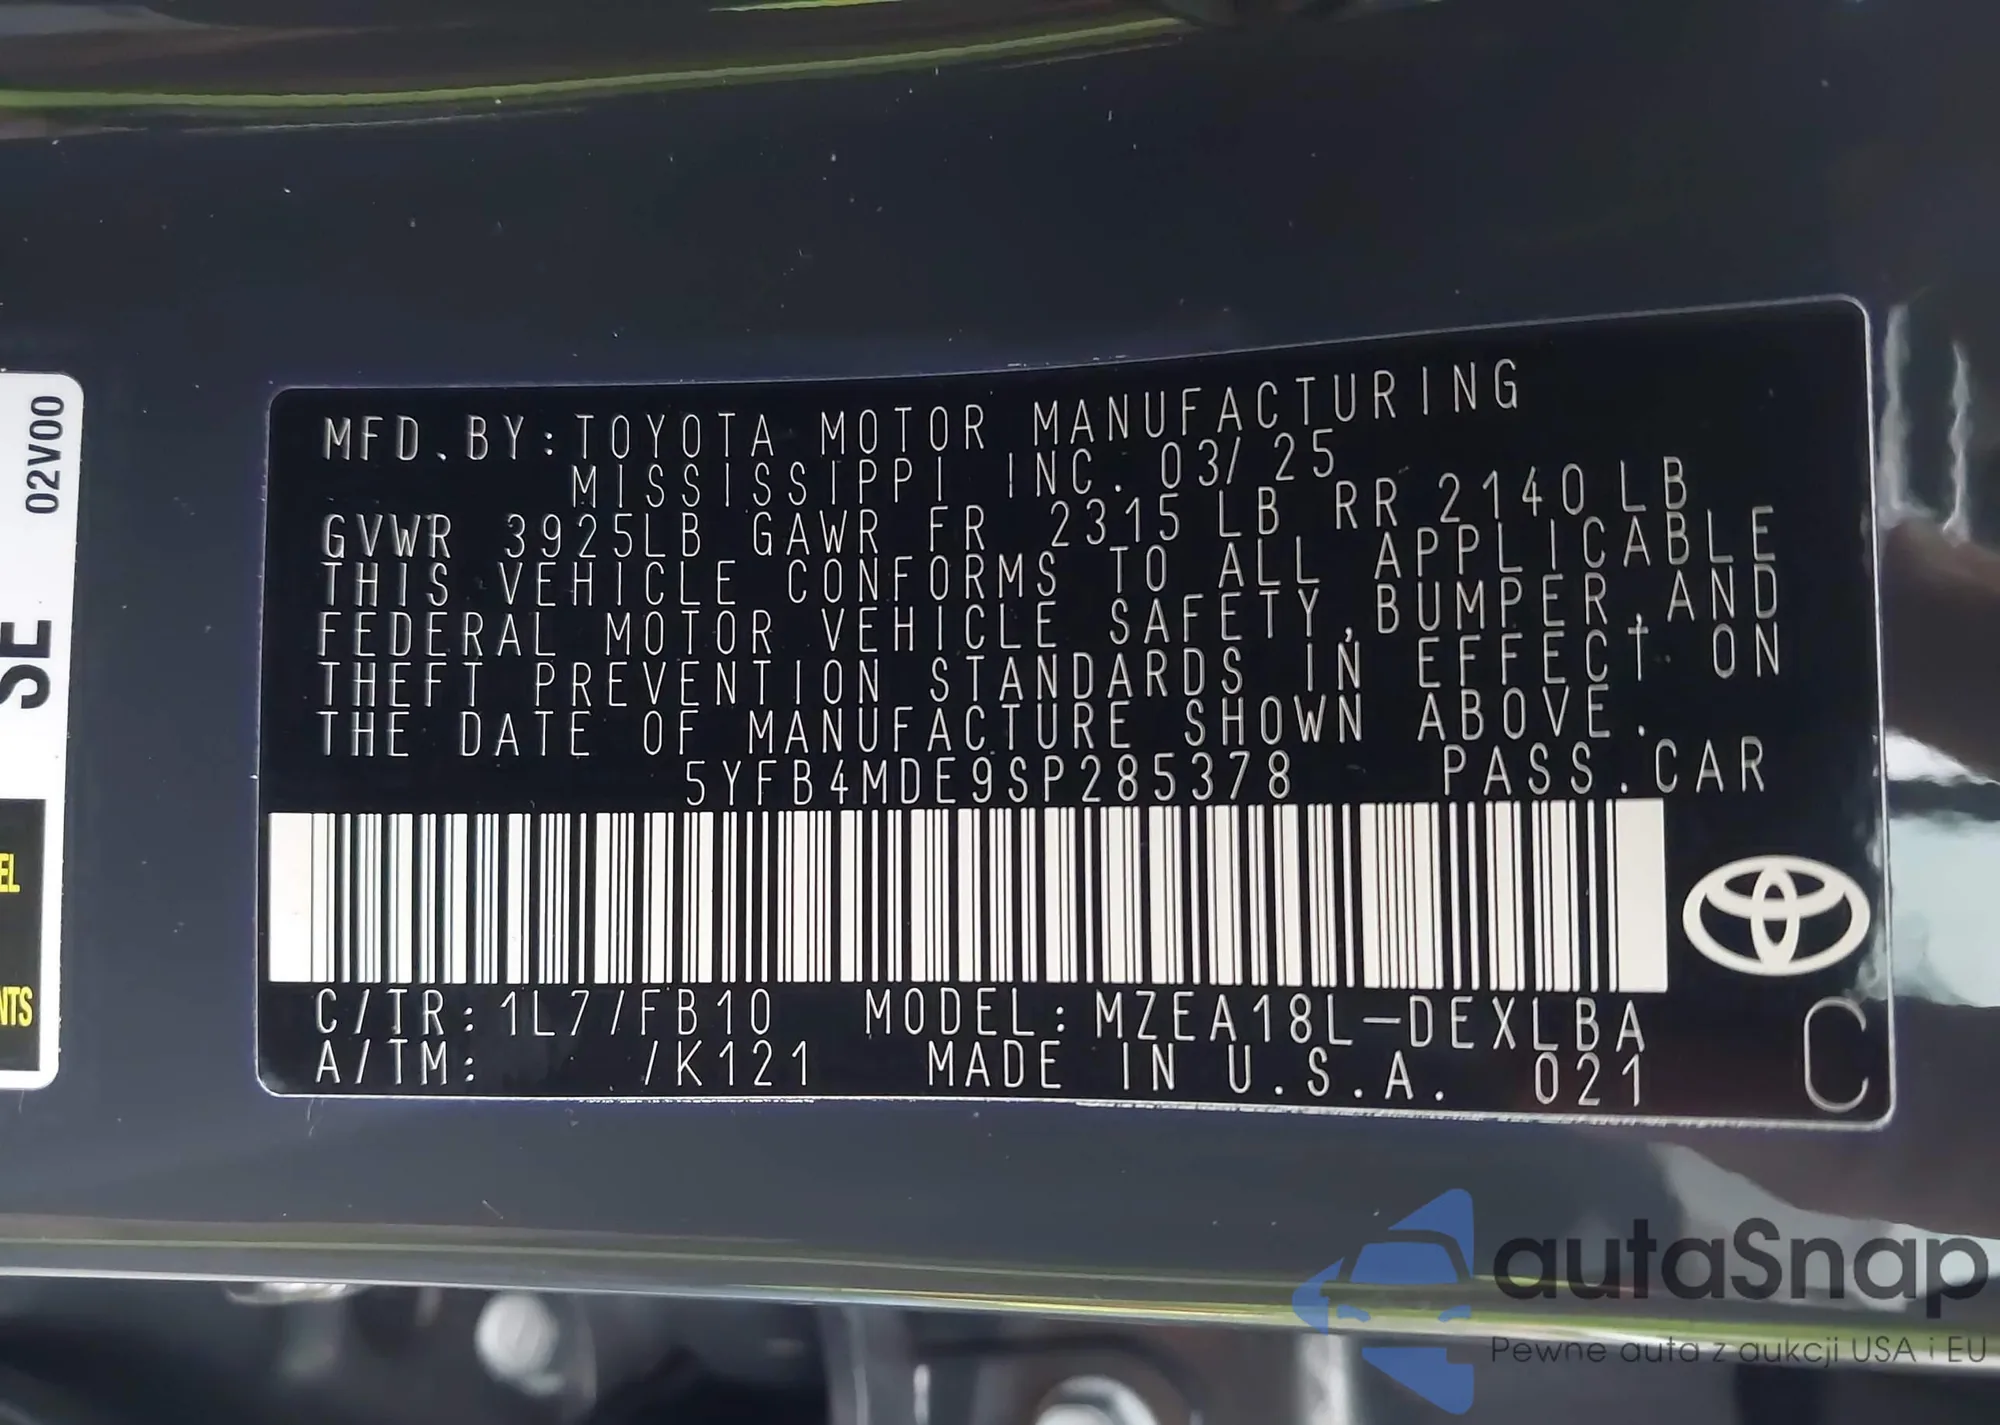 02V00
SE
EL
NTS
MFD.BY:TOYOTA MOTOR MANUFACTURING
MISSISSIPPI INC. 03/25
GVWR 3925LB GAWR FR 2315 LB RR 2140 LB
THIS VEHICLE CONFORMS TO ALL APPLICABLE
FEDERAL MOTOR VEHICLE SAFETY,BUMPER,AND
THEFT PREVENTION STANDARDS IN EFFECT ON
THE DATE OF MANUFACTURE SHOWN ABOVE.
5YFB4MDE9SP285378 PASS.CAR
C/TR:1L7/FB10 MODEL:MZEA18L-DEXLBA
A/TM: /K121 MADE IN U.S.A. 021
C
autaSnap
Pewne auta z aukcji USA i EU